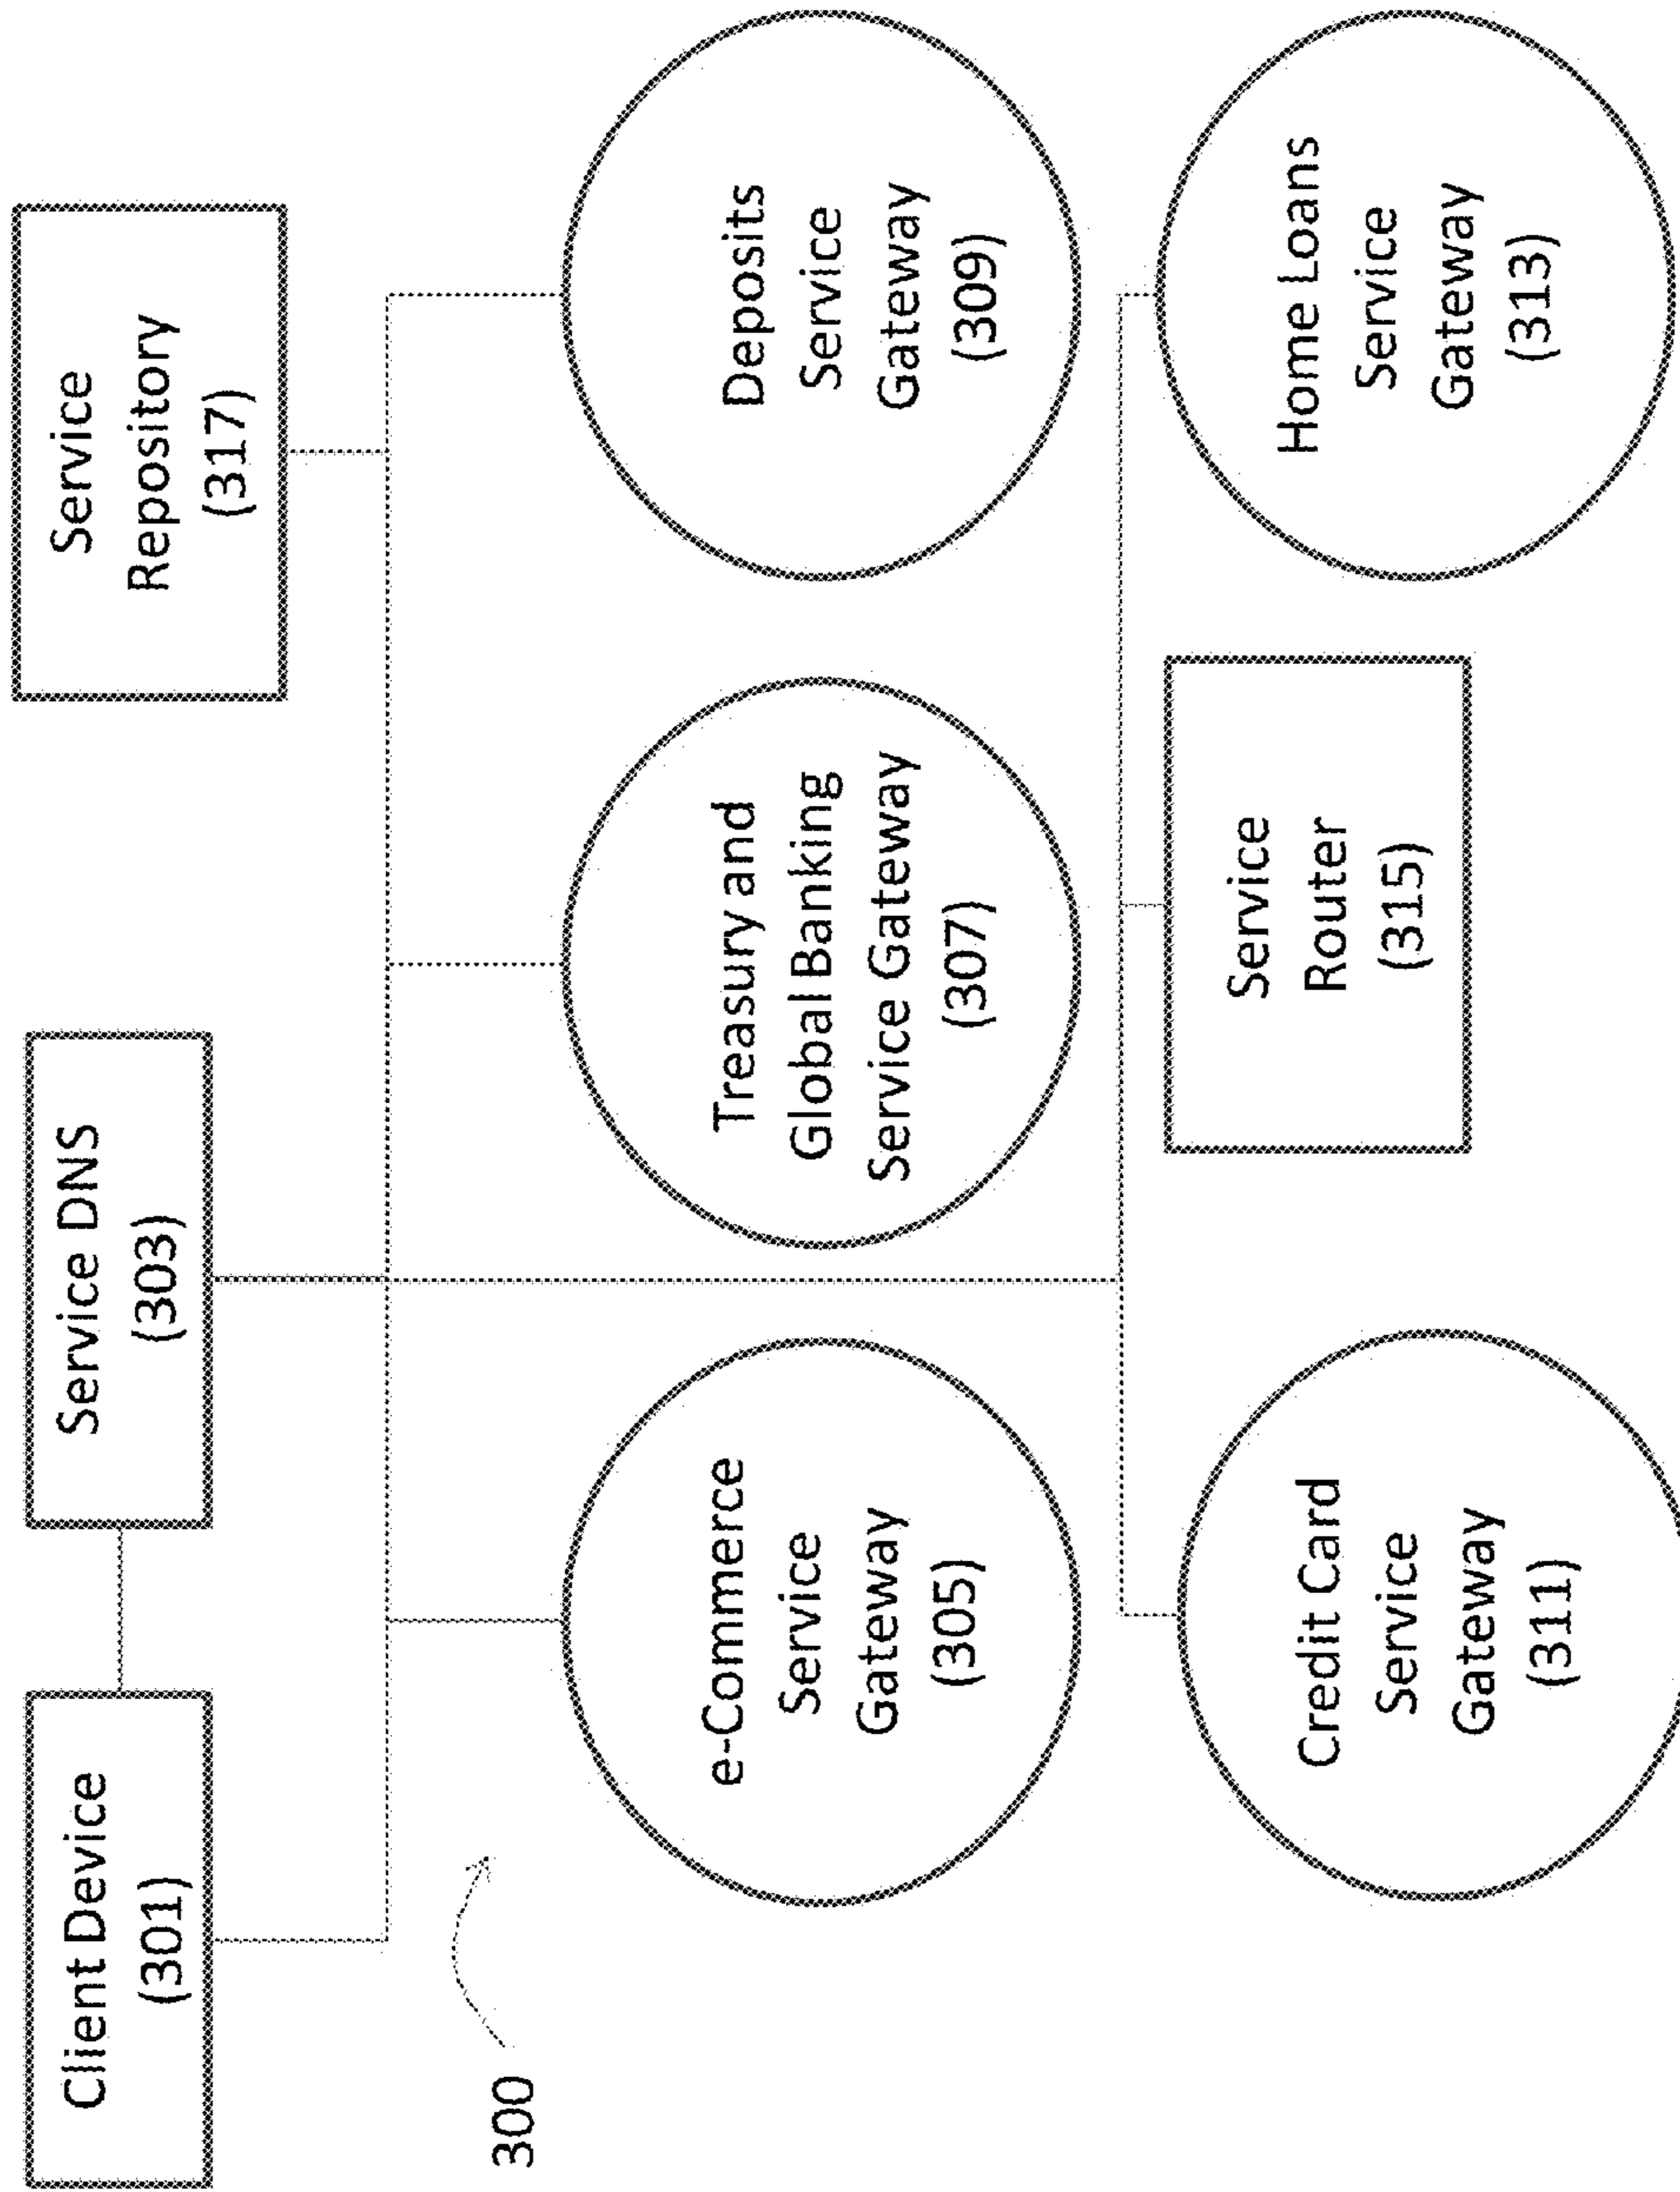 Client Device
(301)
Service DNS
(303)
Service
Repository
(317)
300
e-Commerce
Service
Gateway
(305)
Treasury and
Global Banking
Service Gateway
(307)
Deposits
Service
Gateway
(309)
Credit Card
Service
Gateway
(311)
Service
Router
(315)
Home Loans
Service
Gateway
(313)